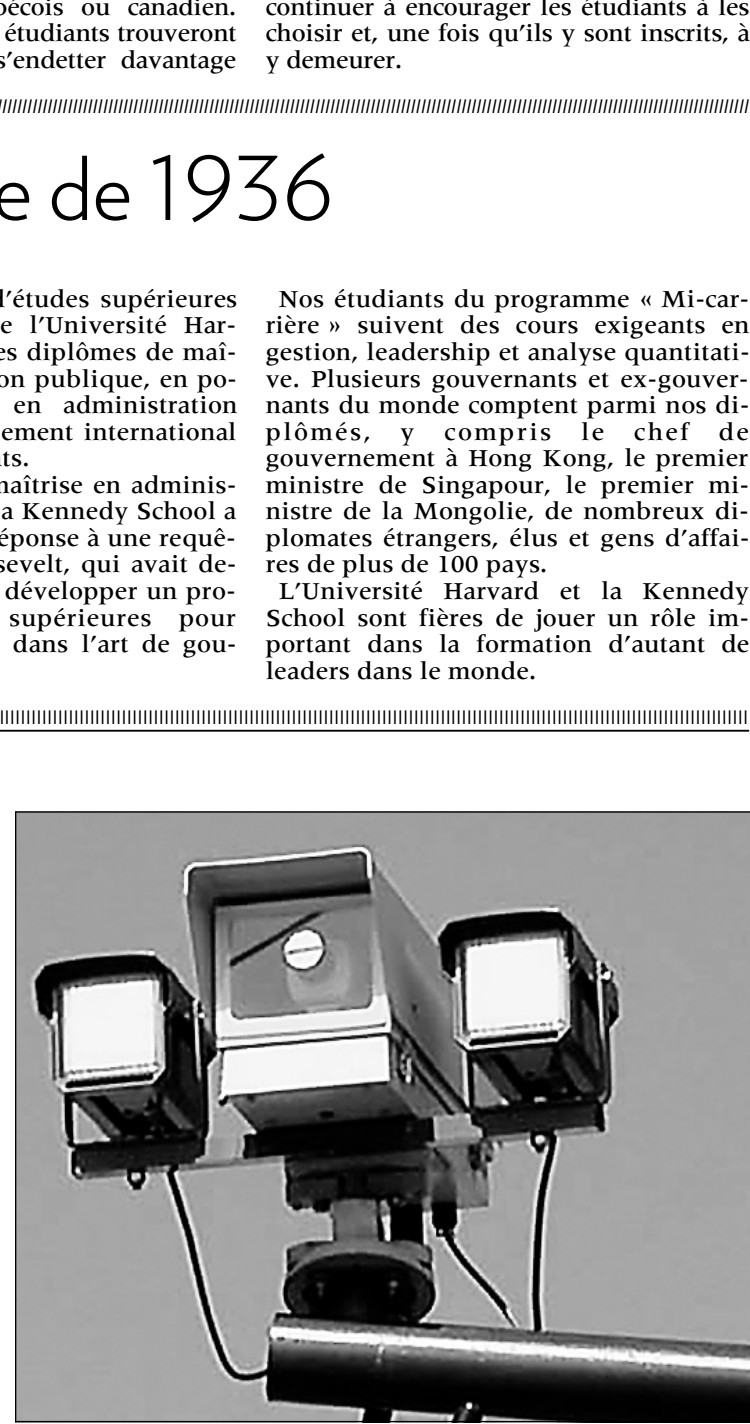 ou canadien.
étudiants trouveront
s'endetter davantage
continuer à encourager les étudiants à les
choisir et, une fois qu'ils y sont inscrits, à
y demeurer.
e de 1936
d'études supérieures
e l'Université Har-
es diplômes de maî-
on publique, en po-
en administration
ement international
ts.
maîtrise en adminis-
a Kennedy School a
éponse à une requê-
sevelt, qui avait de-
développer un pro-
supérieures pour
dans l'art de gou-
Nos étudiants du programme « Mi-car-
rière » suivent des cours exigeants en
gestion, leadership et analyse quantitati-
ve. Plusieurs gouvernants et ex-gouver-
nants du monde comptent parmi nos di-
plômés, y compris le chef de
gouvernement à Hong Kong, le premier
ministre de Singapour, le premier mi-
nistre de la Mongolie, de nombreux di-
plomates étrangers, élus et gens d'affai-
res de plus de 100 pays.
L'Université Harvard et la Kennedy
School sont fières de jouer un rôle im-
portant dans la formation d'autant de
leaders dans le monde.